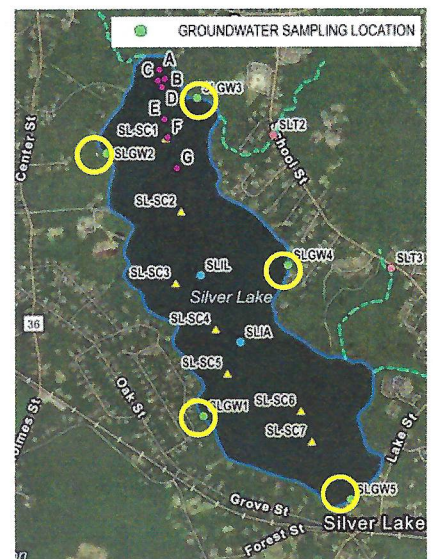 GROUNDWATER SAMPLING LOCATION
A
C
B
D
SLGW3
E
SL-SC1
F
SLT2
School St
Center St
SLGW2
G
SL-SC2
SLGW4
SLT3
SLIL
SL-SC3
Silver Lake
36
SL-SC4
SLIA
SL-SC5
Oak St
SL-SC6
SLGW1
SL-SC7
Lake St
Holmes St
SLGW5
Grove St
Silver Lake
Forest St